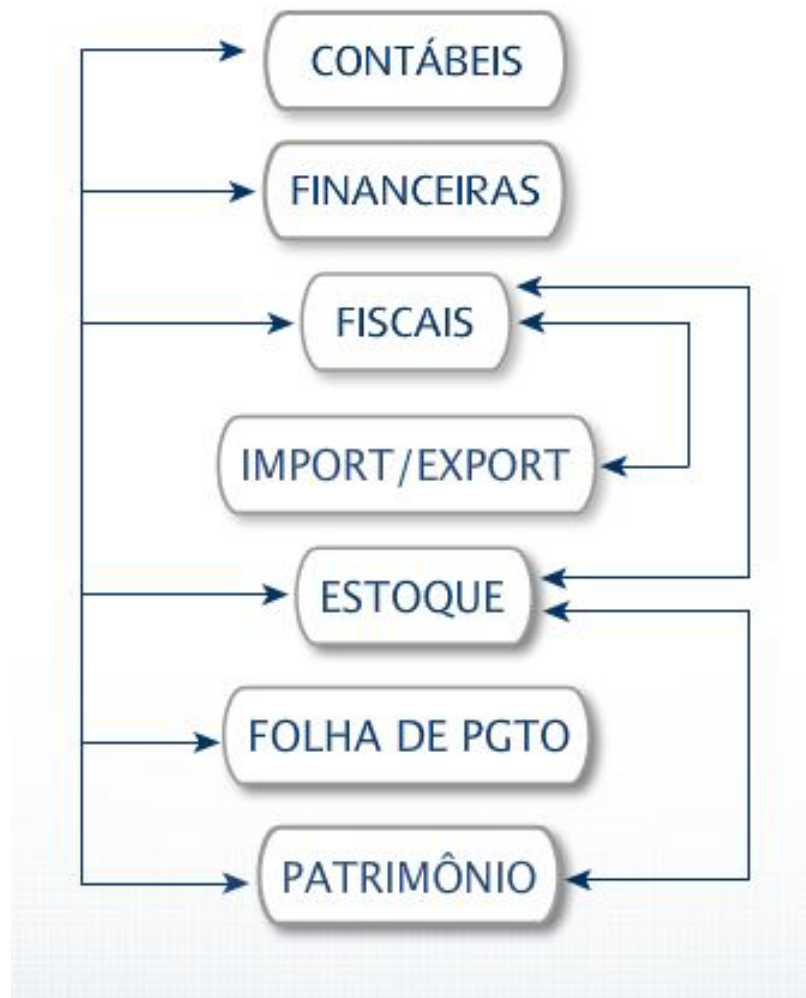 CONTÁBEIS
FINANCEIRAS
FISCAIS
IMPORT/EXPORT
ESTOQUE
FOLHA DE PGTO
PATRIMÔNIO